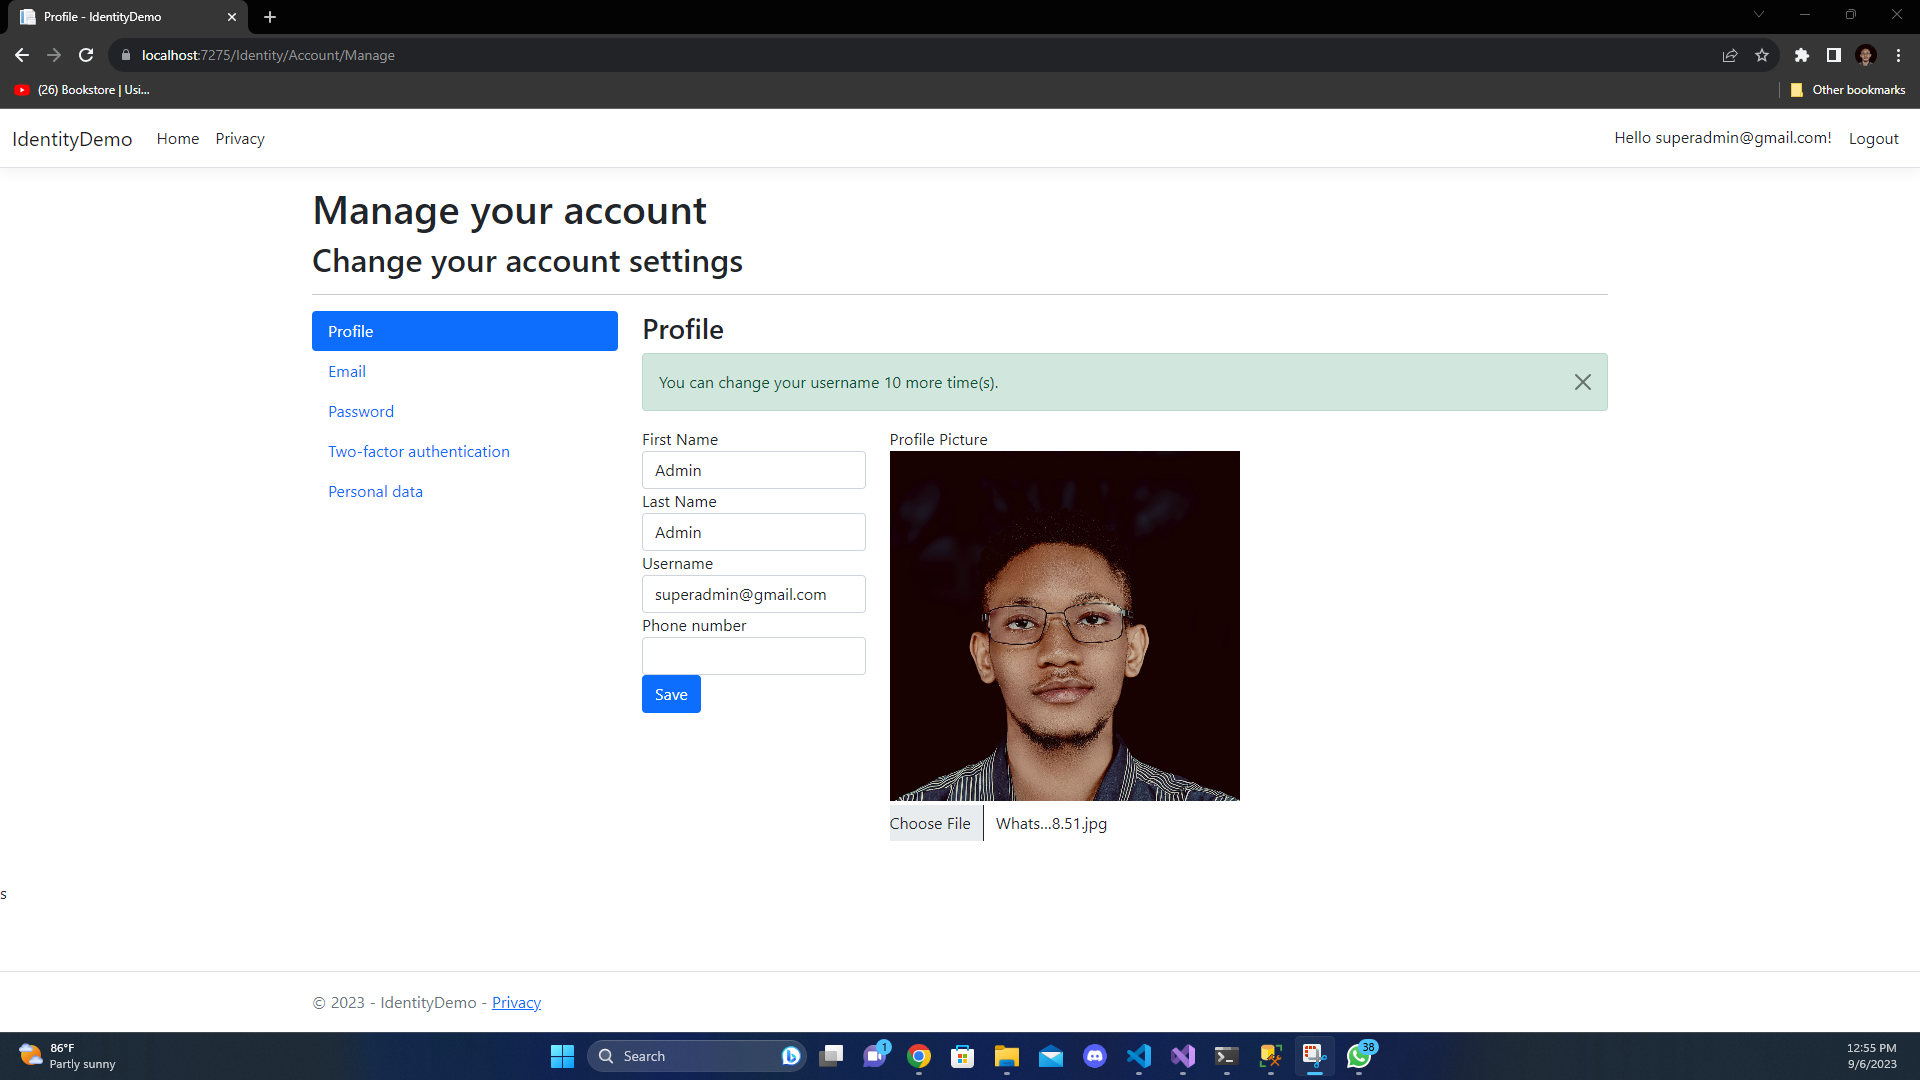 Profile - IdentityDemo
localhost:7275/Identity/Account/Manage
(26) Bookstore | Usi...
Other bookmarks
IdentityDemo Home Privacy Hello superadmin@gmail.com! Logout
Manage your account
Change your account settings
Profile
Email
Password
Two-factor authentication
Personal data
Profile
You can change your username 10 more time(s).
First Name
Admin
Last Name
Admin
Username
superadmin@gmail.com
Phone number
Save
Profile Picture
Choose File Whats...8.51.jpg
s
© 2023 - IdentityDemo - Privacy
86°F
Partly sunny
Search
1
38
12:55 PM
9/6/2023